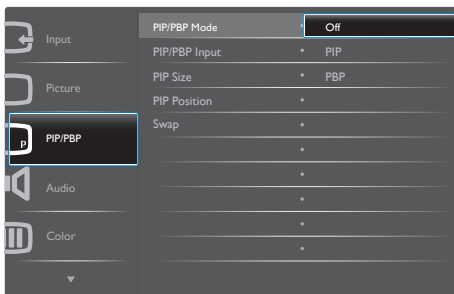 Input
Picture
PIP/PBP
Audio
Color
PIP/PBP Mode
PIP/PBP Input
PIP Size
PIP Position
Swap
Off
PIP
PBP
P